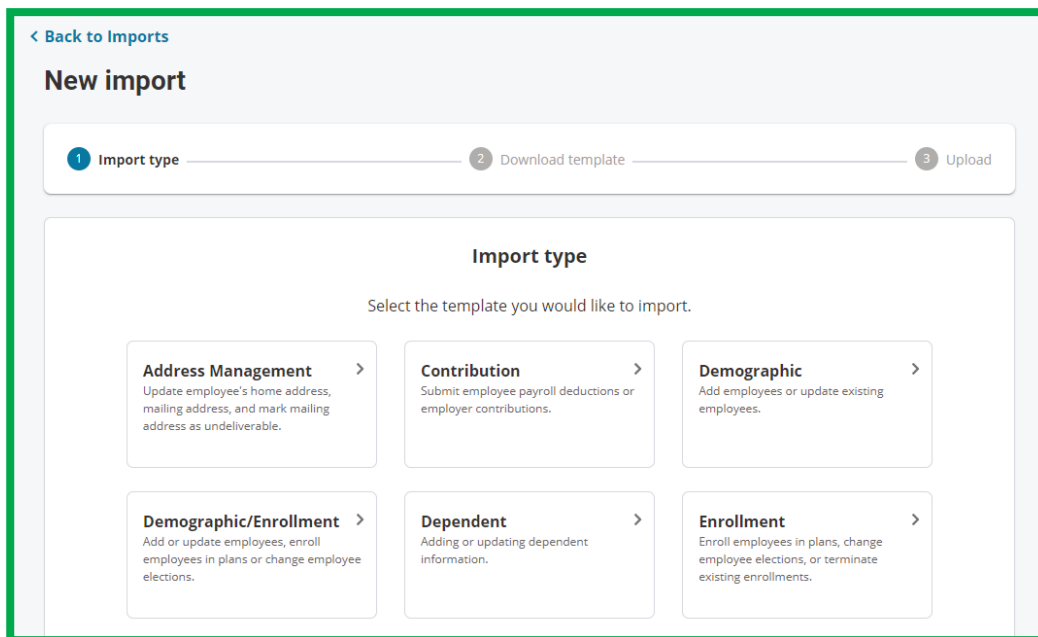 < Back to Imports
New import
1 Import type
2 Download template
3 Upload
Import type
Select the template you would like to import.
Address Management
Update employee's home address,
mailing address, and mark mailing
address as undeliverable.
Contribution
Submit employee payroll deductions or
employer contributions.
Demographic
Add employees or update existing
employees.
Demographic/Enrollment
Add or update employees, enroll
employees in plans or change employee
elections.
Dependent
Adding or updating dependent
information.
Enrollment
Enroll employees in plans, change
employee elections, or terminate
existing enrollments.